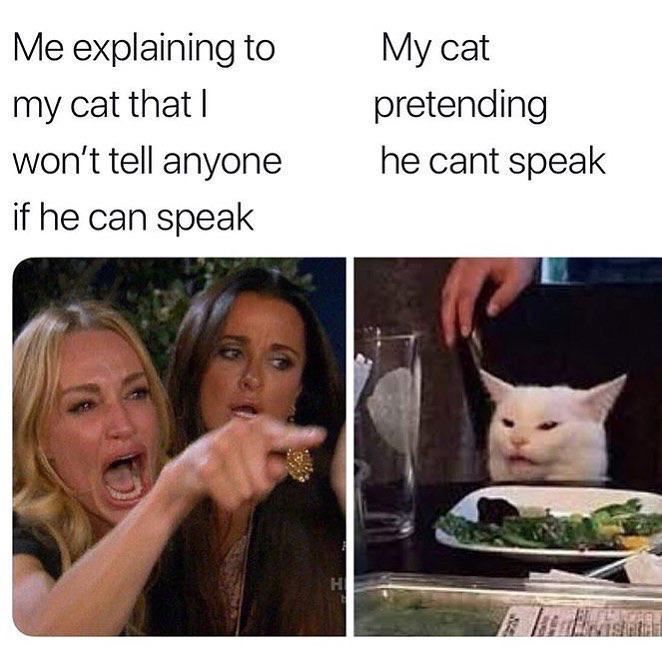 Me explaining to
my cat that I
won't tell anyone
if he can speak
My cat
pretending
he cant speak
H